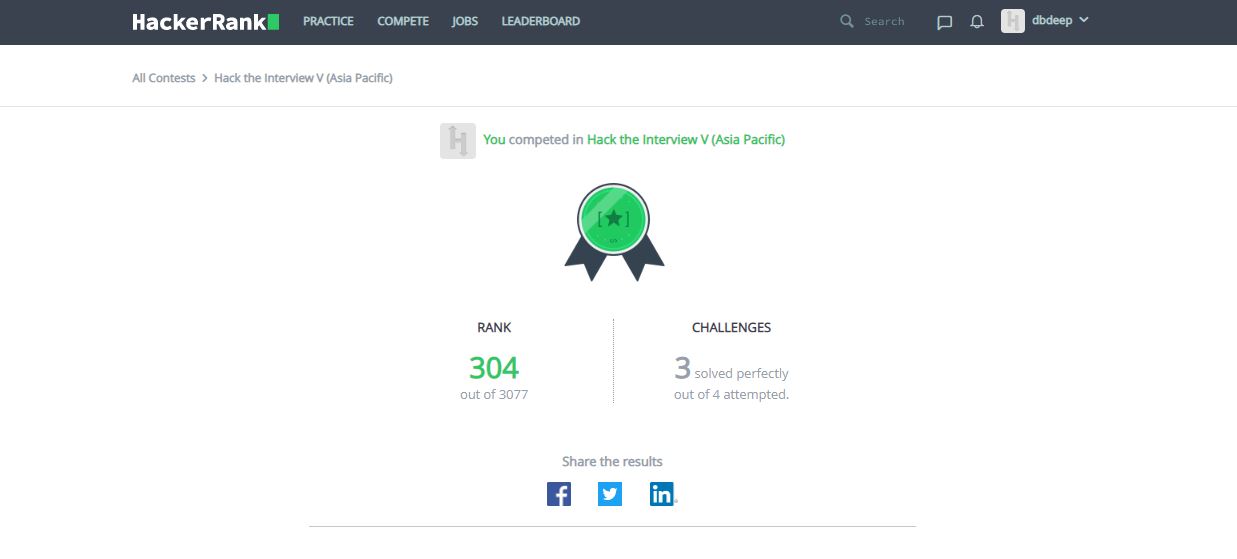 HackerRank PRACTICE COMPETE JOBS LEADERBOARD Search dbdeep
All Contests > Hack the Interview V (Asia Pacific)
You competed in Hack the Interview V (Asia Pacific)
RANK CHALLENGES
304 3 solved perfectly
out of 3077 out of 4 attempted.
Share the results